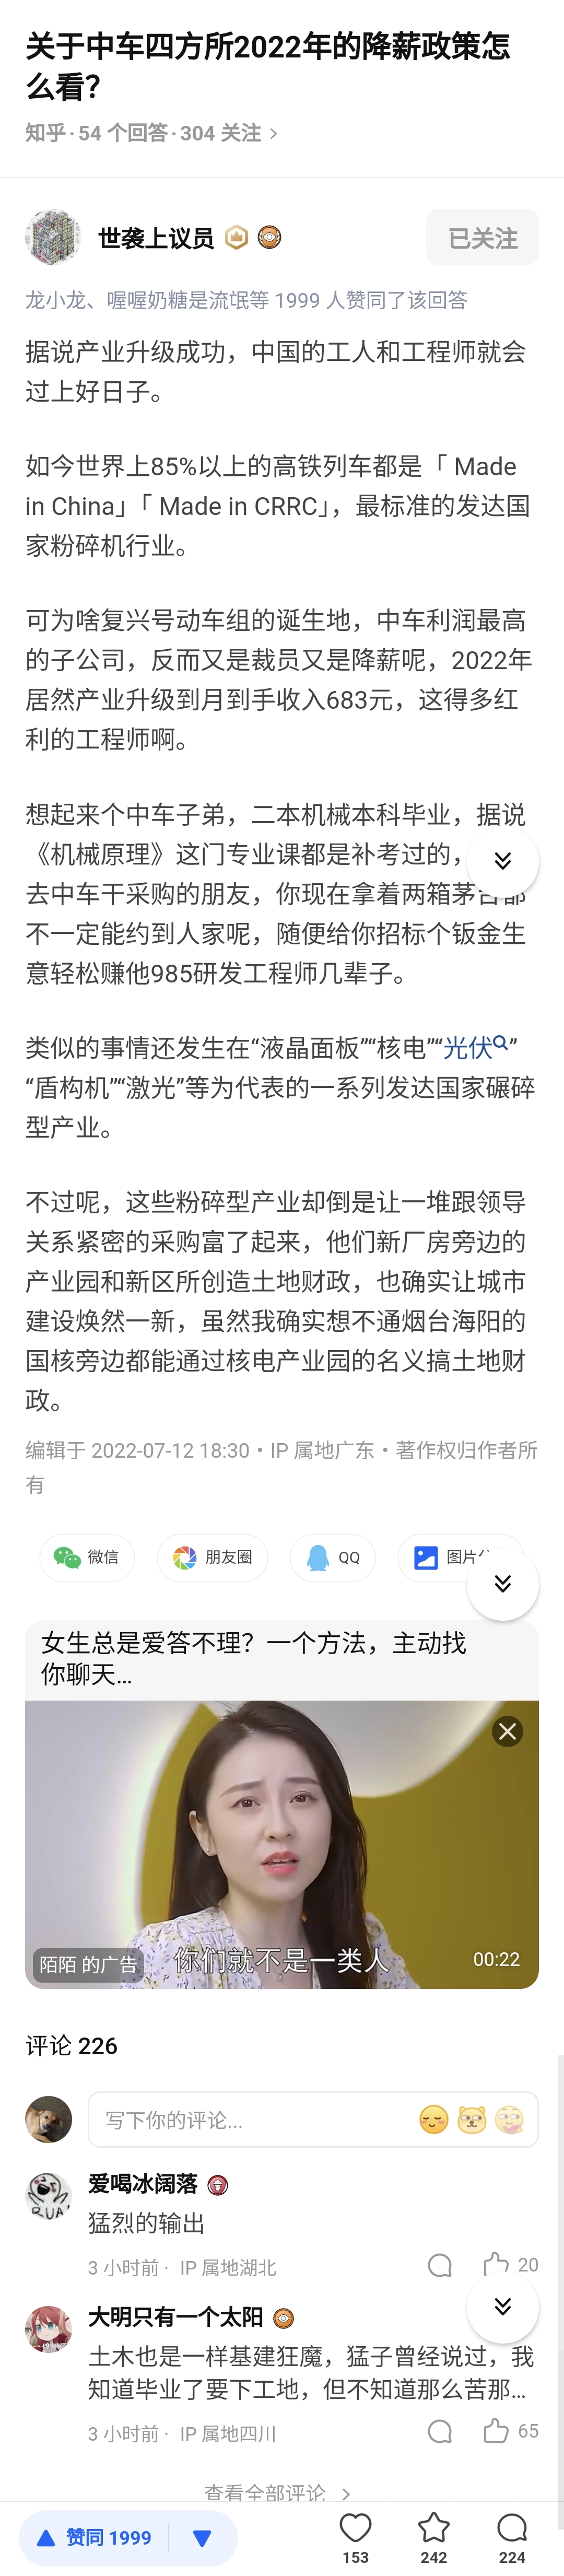 关于中车四方所2022年的降薪政策怎
么看?
知乎 · 54 个回答 · 304 关注 >
世袭上议员
已关注
龙小龙、喔喔奶糖是流氓等 1999 人赞同了该回答
据说产业升级成功，中国的工人和工程师就会
过上好日子。
如今世界上85%以上的高铁列车都是「 Made
in China」「 Made in CRRC」，最标准的发达国
家粉碎机行业。
可为啥复兴号动车组的诞生地，中车利润最高
的子公司，反而又是裁员又是降薪呢，2022年
居然产业升级到月到手收入683元，这得多红
利的工程师啊。
想起来个中车子弟，二本机械本科毕业，据说
《机械原理》这门专业课都是补考过的，
去中车干采购的朋友，你现在拿着两箱茅台都
不一定能约到人家呢，随便给你招标个钣金生
意轻松赚他985研发工程师几辈子。
类似的事情还发生在“液晶面板”“核电”“光伏”
“盾构机”“激光”等为代表的一系列发达国家碾碎
型产业。
不过呢，这些粉碎型产业却倒是让一堆跟领导
关系紧密的采购富了起来，他们新厂房旁边的
产业园和新区所创造土地财政，也确实让城市
建设焕然一新，虽然我确实想不通烟台海阳的
国核旁边都能通过核电产业园的名义搞土地财
政。
编辑于 2022-07-12 18:30 · IP 属地广东 · 著作权归作者所
有
微信 朋友圈 QQ 图片
女生总是爱答不理？一个方法，主动找
你聊天...
你们就不是一类人
陌陌 的广告
00:22
评论 226
写下你的评论...
爱喝冰阔落
猛烈的输出
3 小时前 · IP 属地湖北 20
大明只有一个太阳
土木也是一样基建狂魔，猛子曾经说过，我
知道毕业了要下工地，但不知道那么苦那...
3 小时前 · IP 属地四川 65
查看全部评论 >
赞同 1999 153 242 224